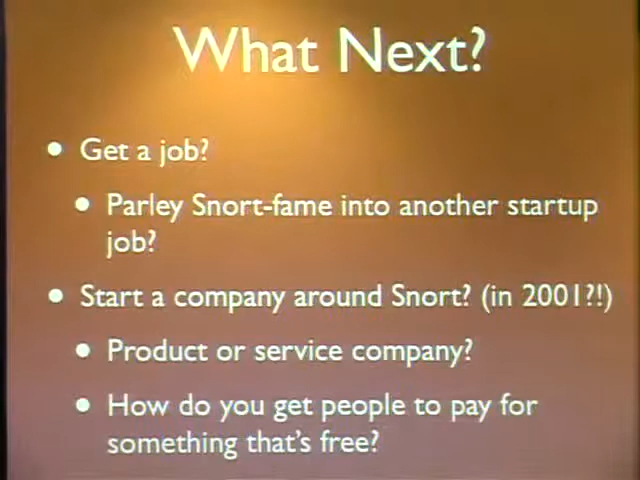 What Next?
• Get a job?
• Parley Snort-fame into another startup
job?
• Start a company around Snort? (in 2001?!)
• Product or service company?
• How do you get people to pay for
something that's free?